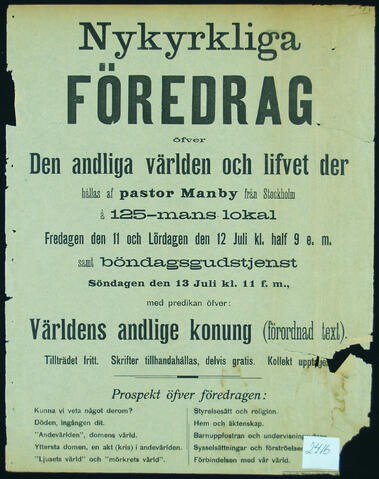 Nykyrkliga
FÖREDRAG
öfver
Den andliga världen och lifvet der
hållas af pastor Manby från Stockholm
å 125-mans lokal
Fredagen den 11 och Lördagen den 12 Juli kl. half 9 e. m.
samt böndagsgudstjenst
Söndagen den 13 Juli kl. 11 f. m.,
med predikan öfver:
Världens andlige konung (förordnad text).
Tillträdet fritt. Skrifter tillhandahållas, delvis gratis. Kollekt
Prospekt öfver föredragen:
Kunna vi veta något derom?
Döden, ingången dit.
"Andevärlden", domens värld.
Yttersta domen, en akt (kris) i andevärlden.
"Ljusets värld" och "mörkrets värld".
Styrelsesätt och religion.
Hem och äktenskap.
Barnuppfostran och undervisning
Sysselsättningar och
Förbindelsen med vår värld.
2416